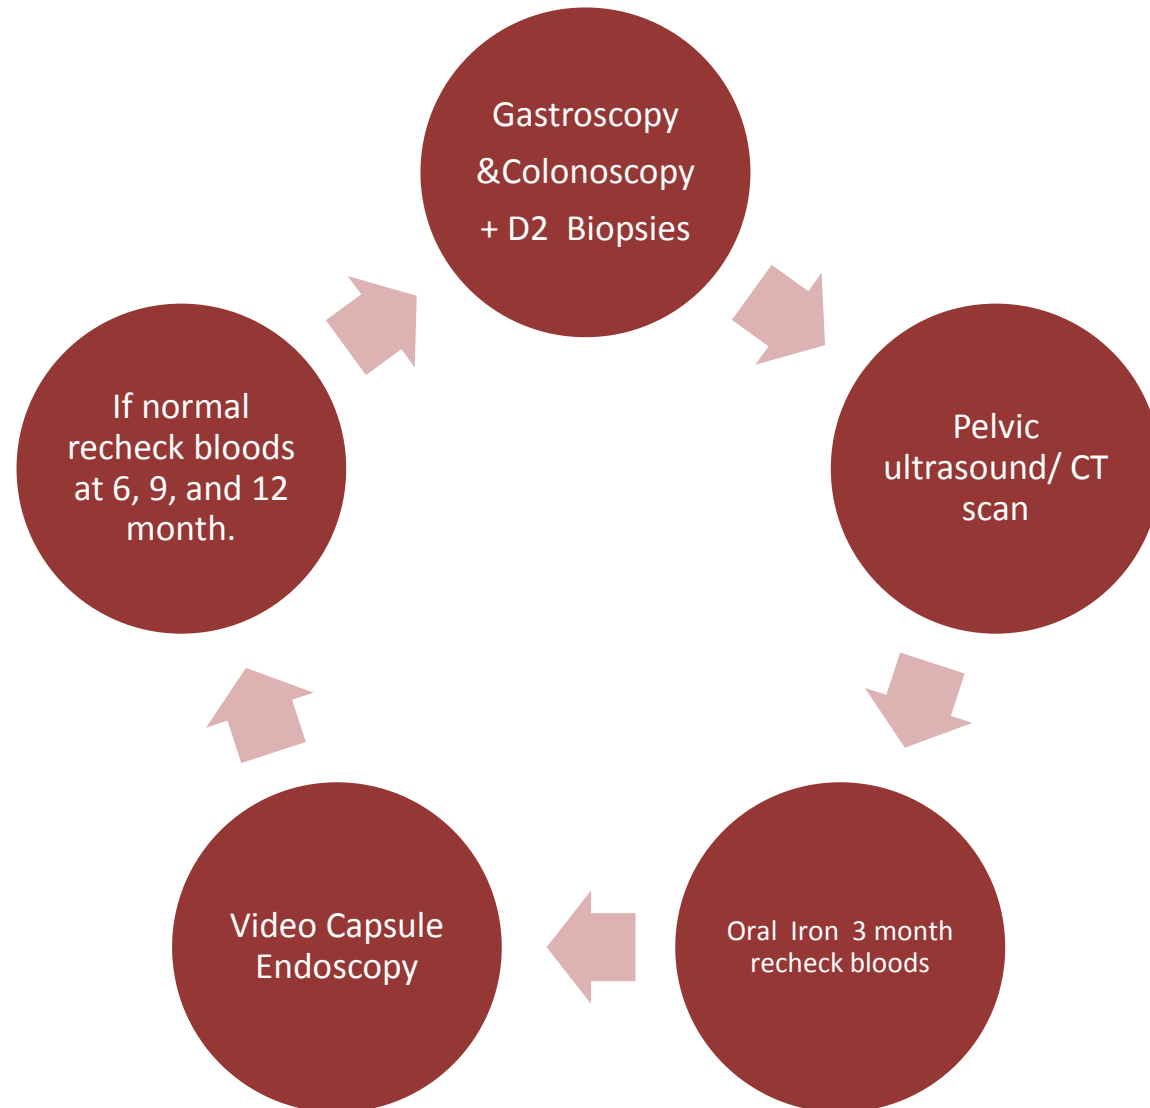 Gastroscopy
&Colonoscopy
+ D2 Biopsies
Pelvic
ultrasound/ CT
scan
Oral Iron 3 month
recheck bloods
Video Capsule
Endoscopy
If normal
recheck bloods
at 6, 9, and 12
month.